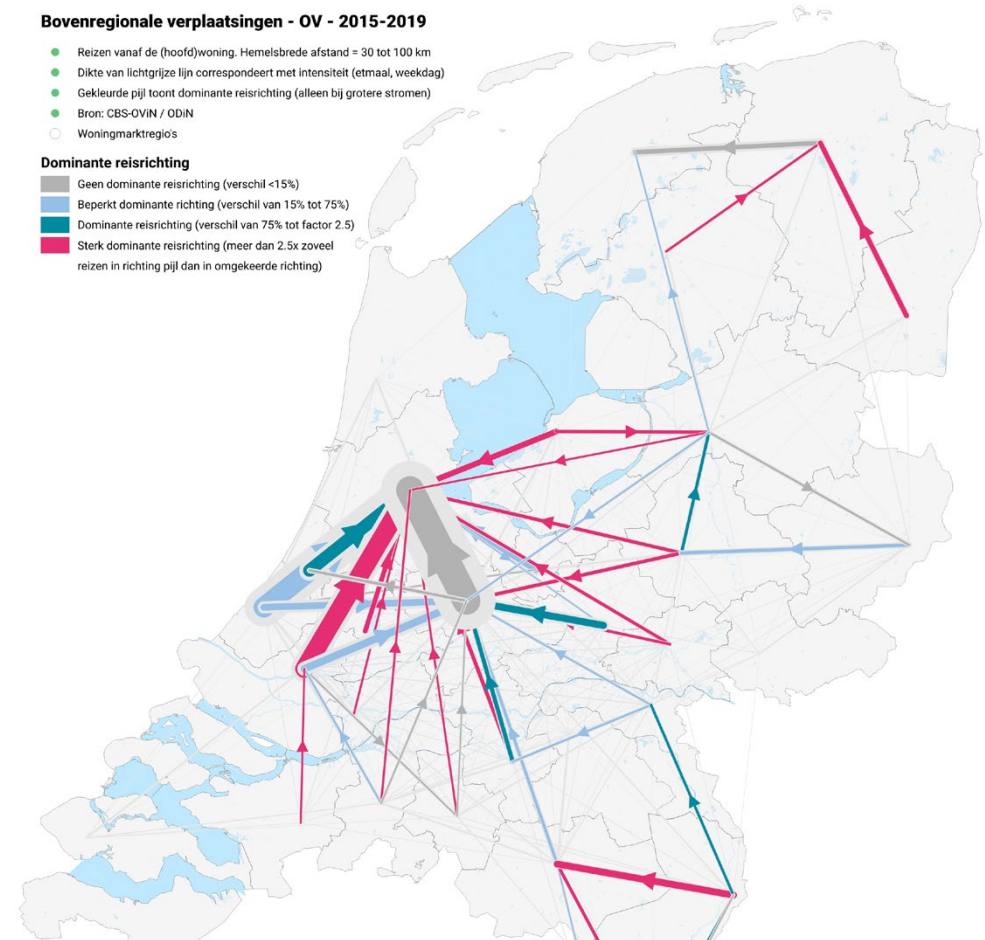 Bovenregionale verplaatsingen - OV - 2015-2019
Reizen vanaf de (hoofd)woning. Hemelsbrede afstand = 30 tot 100 km
Dikte van lichtgrijze lijn correspondeert met intensiteit (etmaal, weekdag)
Gekleurde pijl toont dominante reisrichting (alleen bij grotere stromen)
Bron: CBS-OViN / ODiN
Woningmarktregio's
Dominante reisrichting
Geen dominante reisrichting (verschil <15%)
Beperkt dominante richting (verschil van 15% tot 75%)
Dominante reisrichting (verschil van 75% tot factor 2.5)
Sterk dominante reisrichting (meer dan 2.5x zoveel
reizen in richting pijl dan in omgekeerde richting)